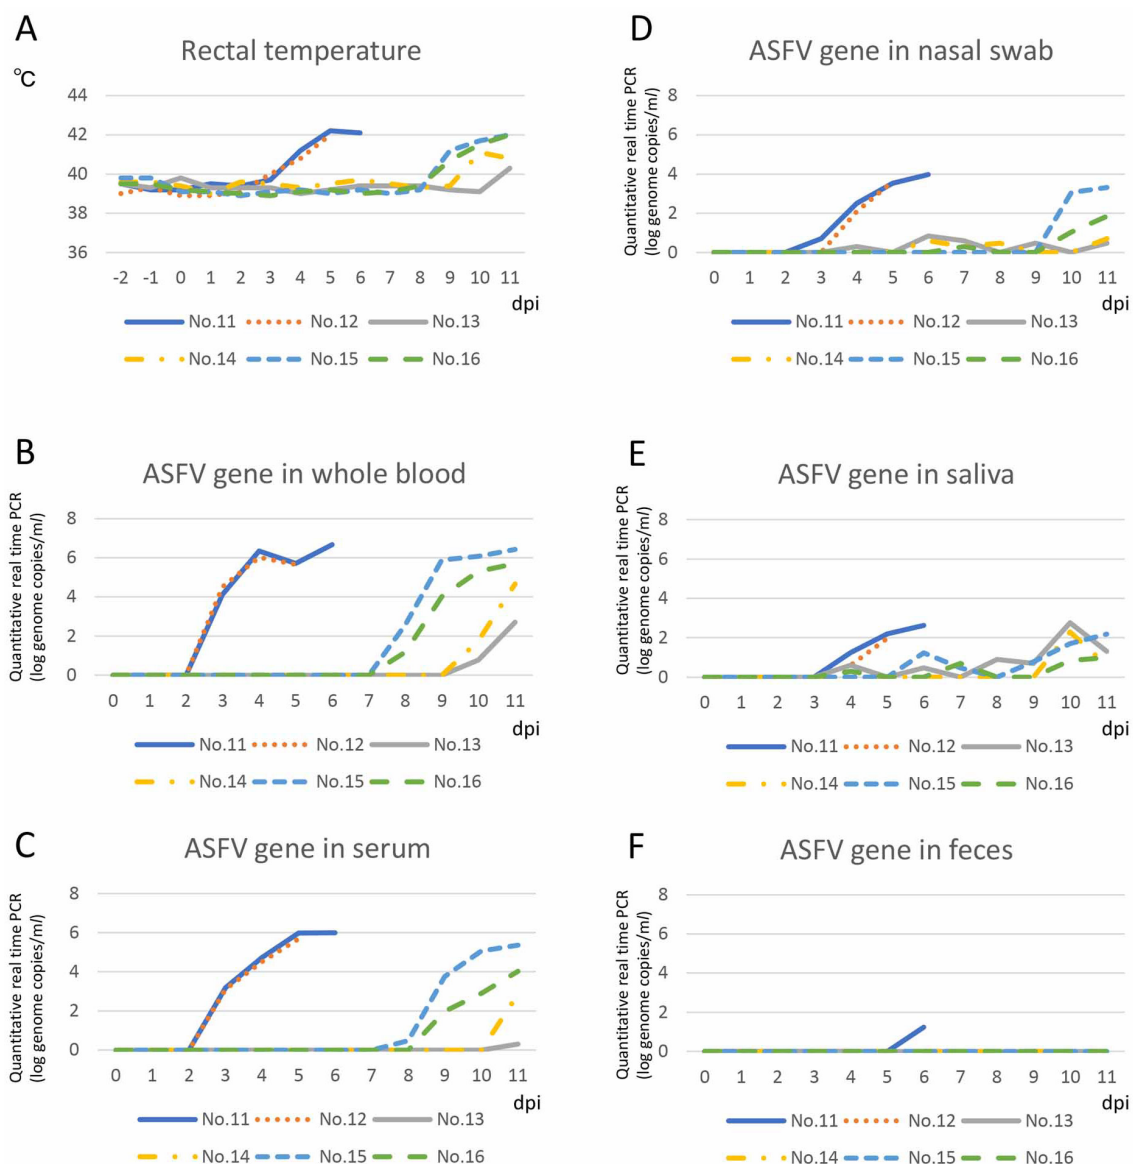 A
Rectal temperature
℃
44
42
40
38
36
-2 -1 0 1 2 3 4 5 6 7 8 9 10 11
dpi
No.11 No.12 No.13
No.14 No.15 No.16
B
ASFV gene in whole blood
Quantitative real time PCR
(log genome copies/ml)
8
6
4
2
0
0 1 2 3 4 5 6 7 8 9 10 11
dpi
No.11 No.12 No.13
No.14 No.15 No.16
C
ASFV gene in serum
Quantitative real time PCR
(log genome copies/ml)
8
6
4
2
0
0 1 2 3 4 5 6 7 8 9 10 11
dpi
No.11 No.12 No.13
No.14 No.15 No.16
D
ASFV gene in nasal swab
Quantitative real time PCR
(log genome copies/ml)
8
6
4
2
0
0 1 2 3 4 5 6 7 8 9 10 11
dpi
No.11 No.12 No.13
No.14 No.15 No.16
E
ASFV gene in saliva
Quantitative real time PCR
(log genome copies/ml)
8
6
4
2
0
0 1 2 3 4 5 6 7 8 9 10 11
dpi
No.11 No.12 No.13
No.14 No.15 No.16
F
ASFV gene in feces
Quantitative real time PCR
(log genome copies/ml)
8
6
4
2
0
0 1 2 3 4 5 6 7 8 9 10 11
dpi
No.11 No.12 No.13
No.14 No.15 No.16